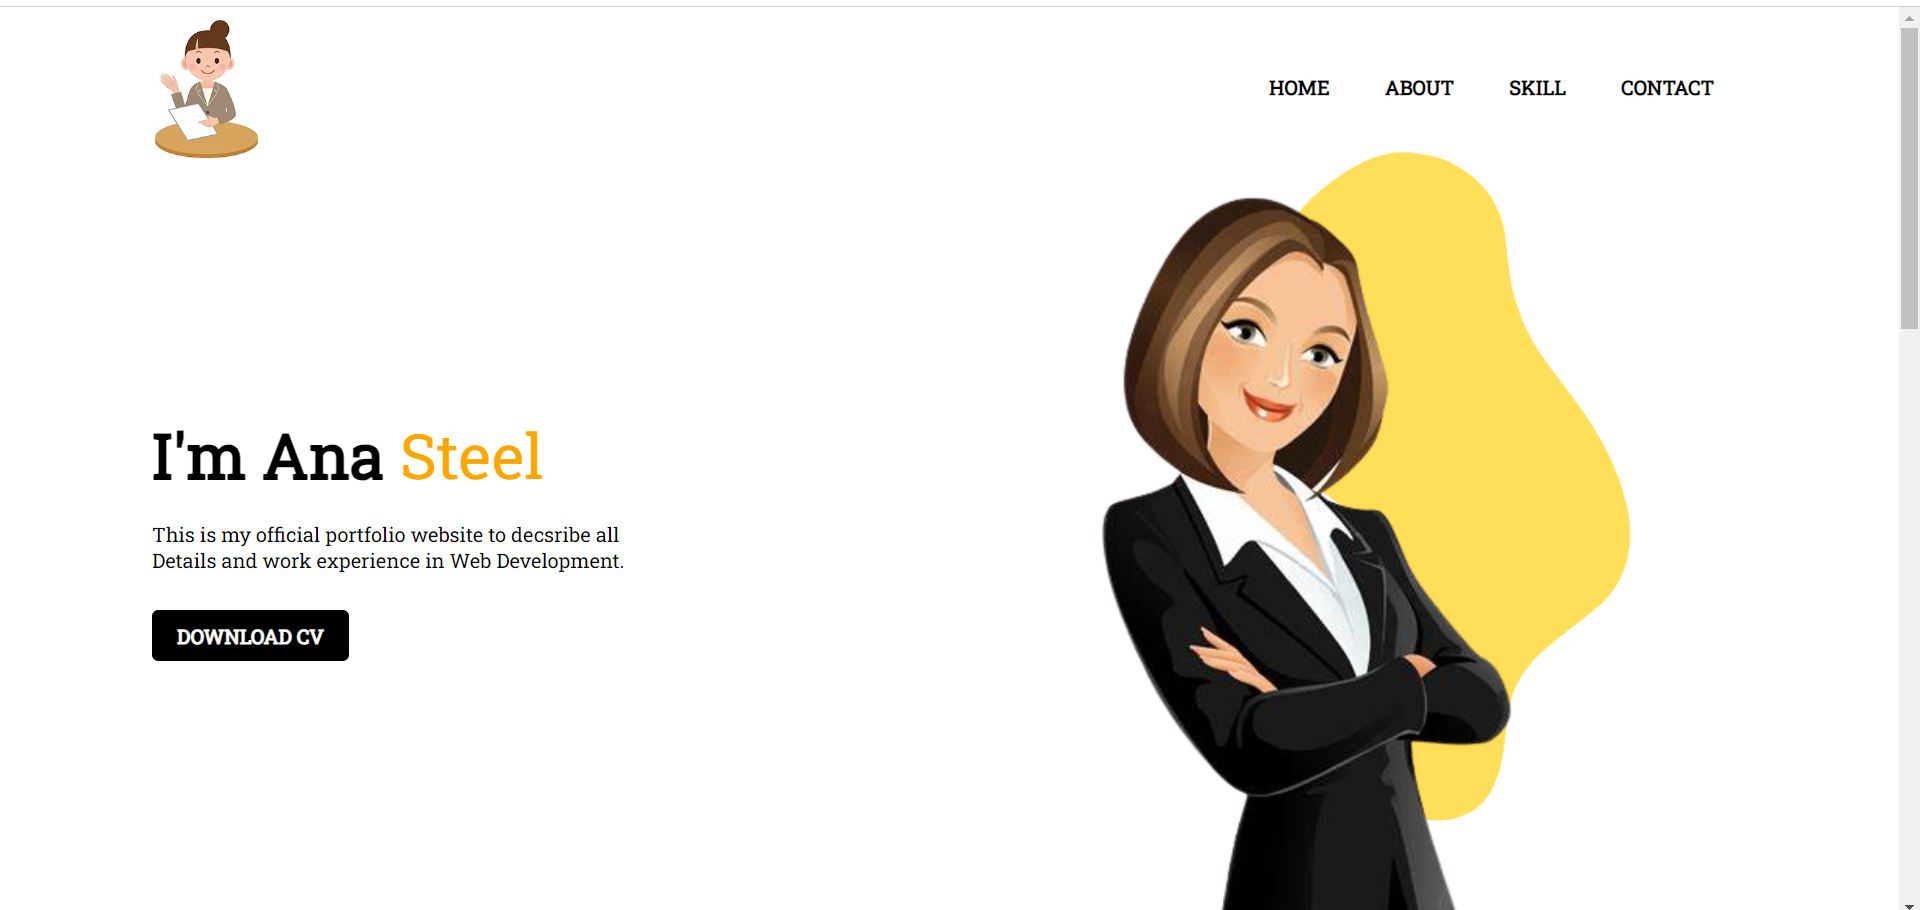 HOME ABOUT SKILL CONTACT
I'm Ana Steel
This is my official portfolio website to decsribe all
Details and work experience in Web Development.
DOWNLOAD CV